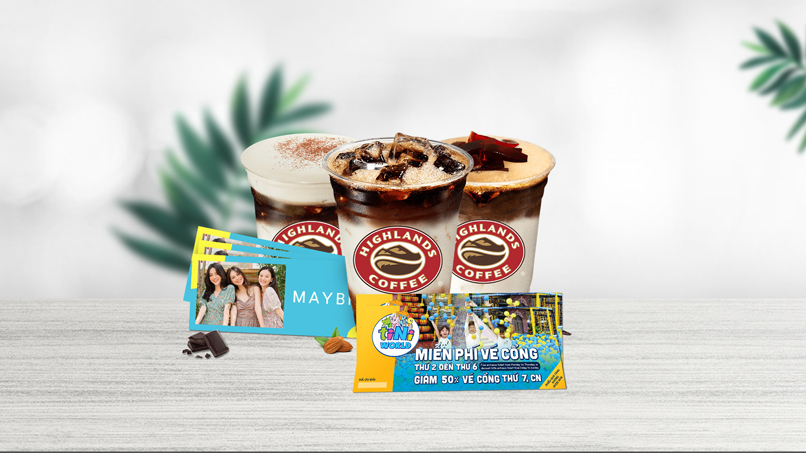 HIGHLANDS
HIGHLANDS
COFFEE
HIGHLANDS
COFFEE
MAYB
tiNi
WORLD
MIỄN PHÍ VÉ CỔNG
THỨ 2 ĐẾN THỨ 6
GIẢM 50% VÉ CỔNG THỨ 7, CN